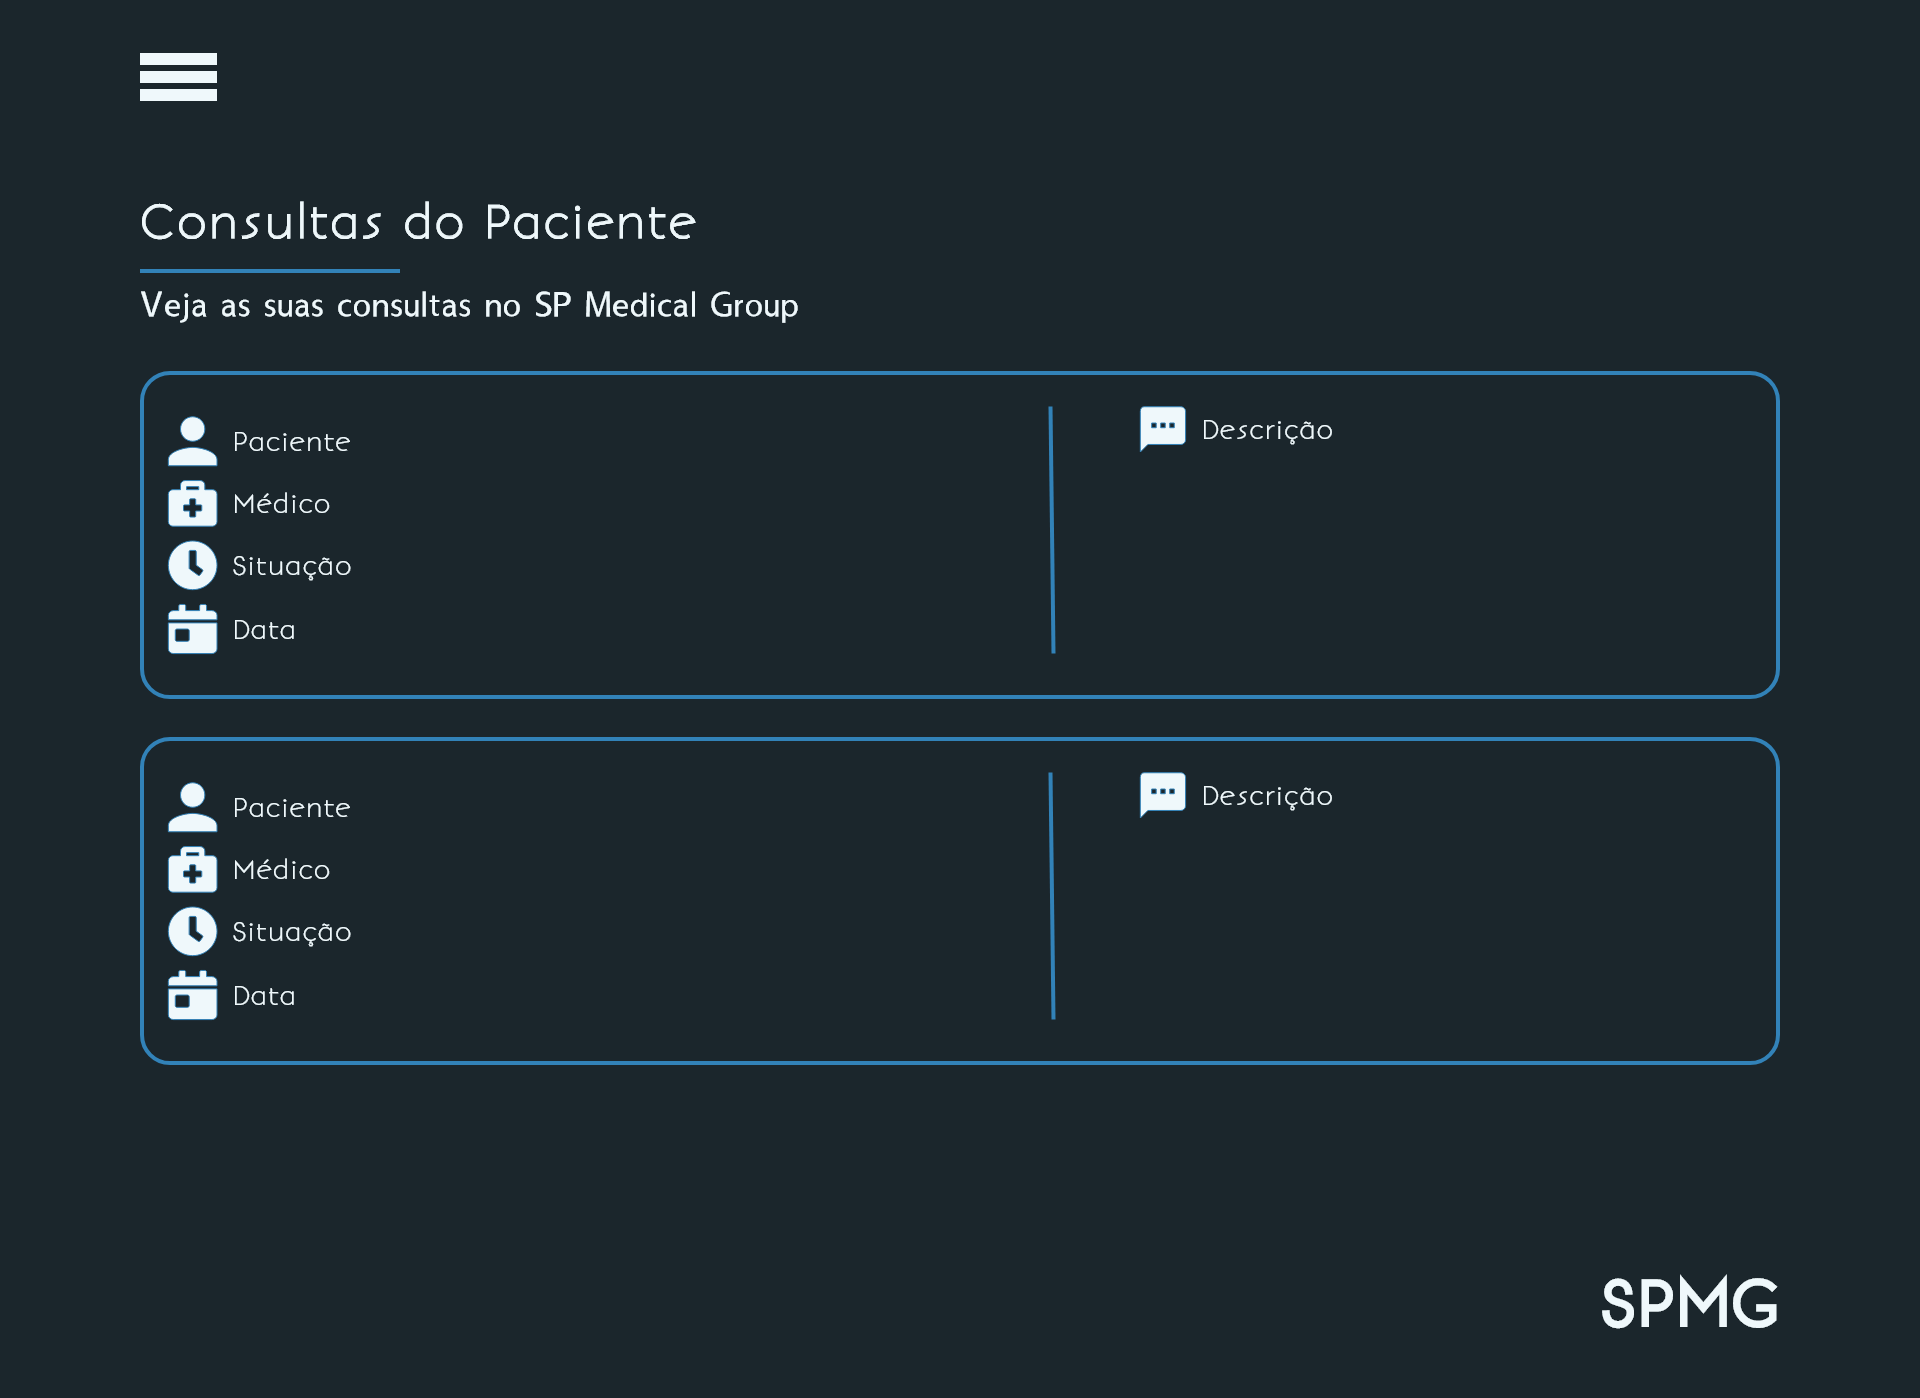 Consultas do Paciente
Veja as suas consultas no SP Medical Group
Paciente
Médico
Situação
Data
Descrição
Paciente
Médico
Situação
Data
Descrição
SPMG